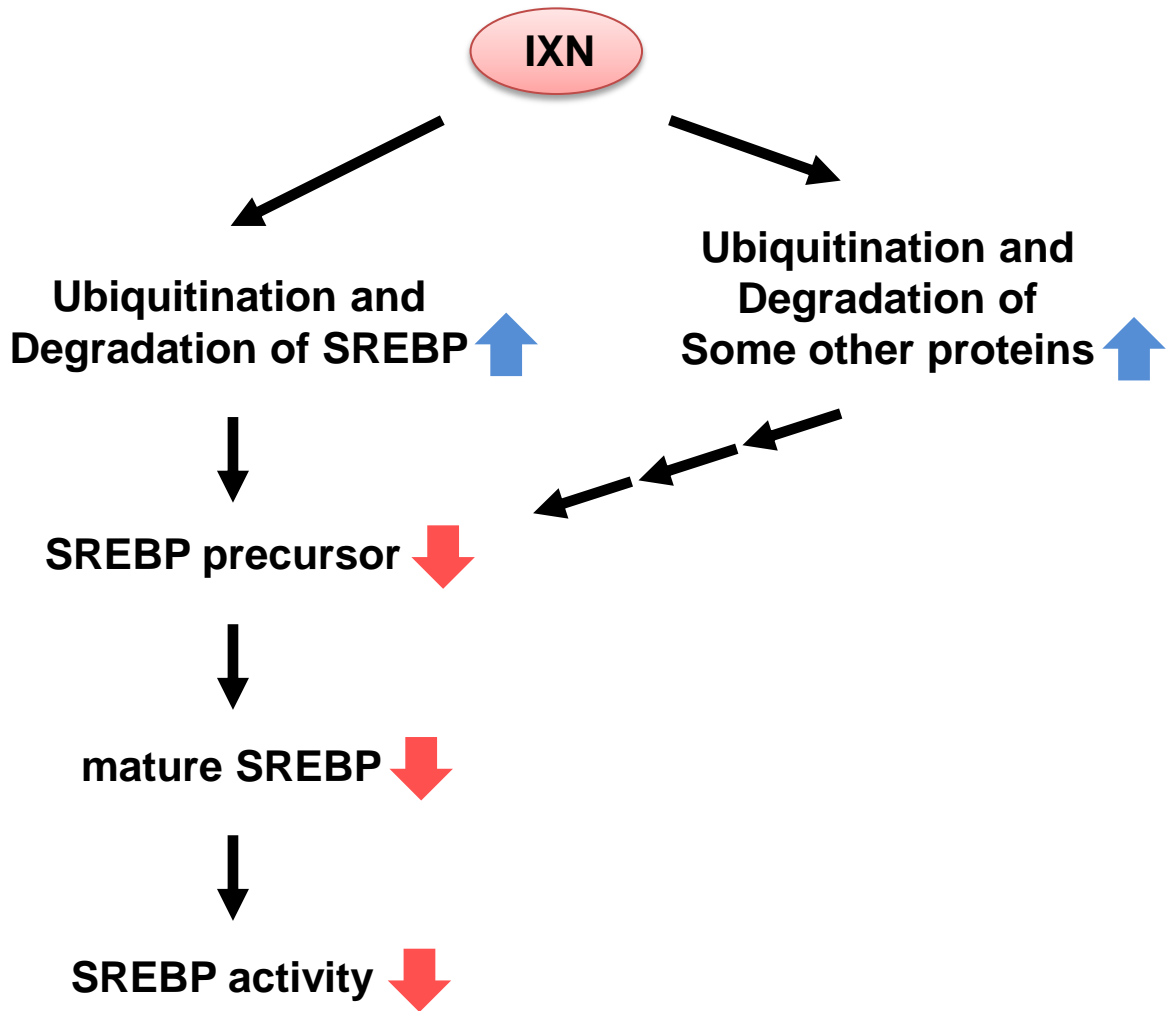 IXN
Ubiquitination and
Degradation of SREBP
Ubiquitination and
Degradation of
Some other proteins
SREBP precursor
mature SREBP
SREBP activity